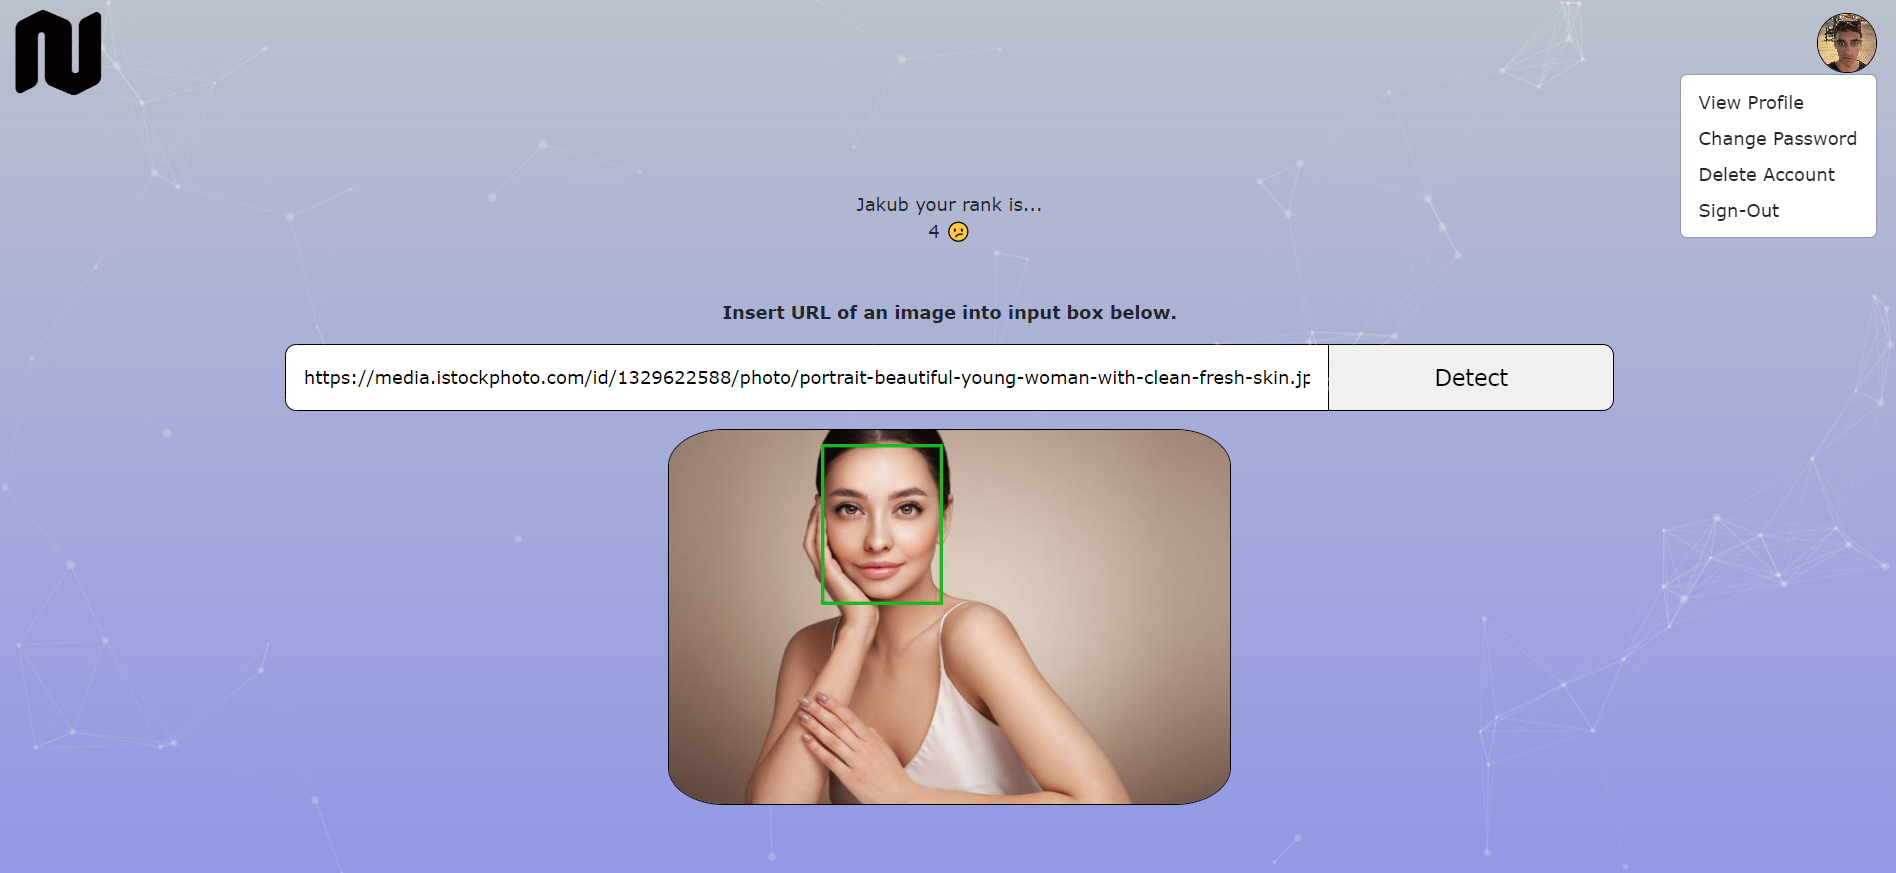 View Profile
Change Password
Delete Account
Sign-Out
Jakub your rank is...
4 😕
Insert URL of an image into input box below.
https://media.istockphoto.com/id/1329622588/photo/portrait-beautiful-young-woman-with-clean-fresh-skin.jp
Detect